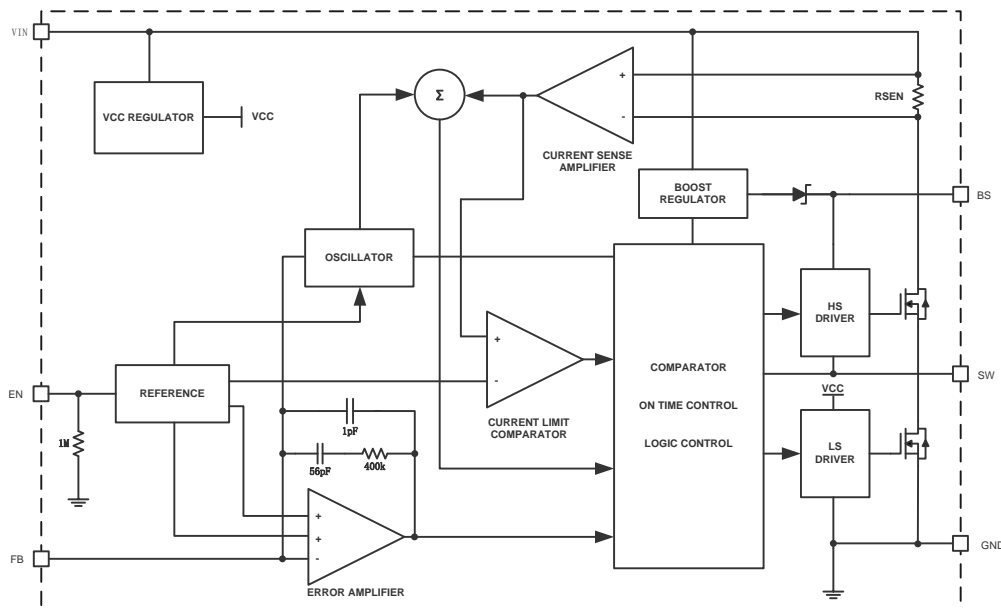 VIN
VCC REGULATOR
VCC
Σ
+
-
CURRENT SENSE
AMPLIFIER
RSEN
BOOST
REGULATOR
BS
OSCILLATOR
HS
DRIVER
+
-
CURRENT LIMIT
COMPARATOR
COMPARATOR
ON TIME CONTROL
LOGIC CONTROL
SW
EN
REFERENCE
1M
1pF
56pF
400k
VCC
LS
DRIVER
+
+
-
ERROR AMPLIFIER
FB
GND